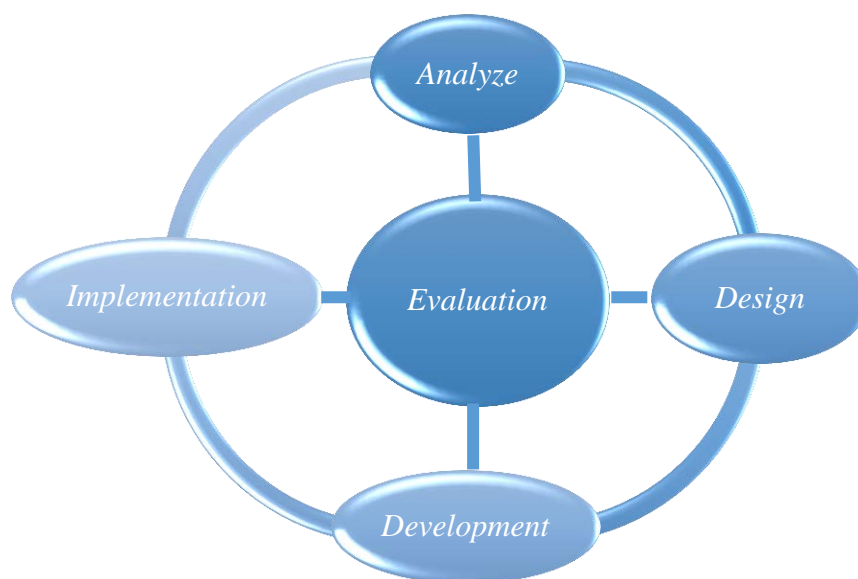 Analyze
Implementation
Evaluation
Design
Development